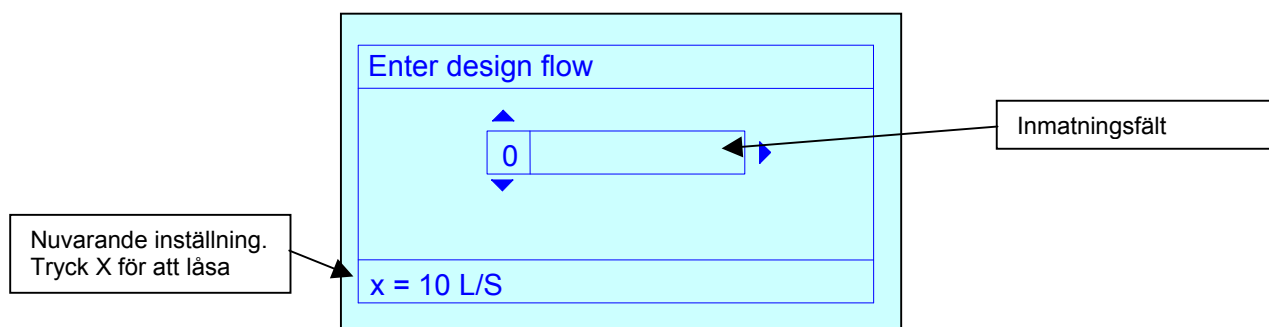 Enter design flow
Inmatningsfält
0
Nuvarande inställning.
Tryck X för att låsa
x = 10 L/S